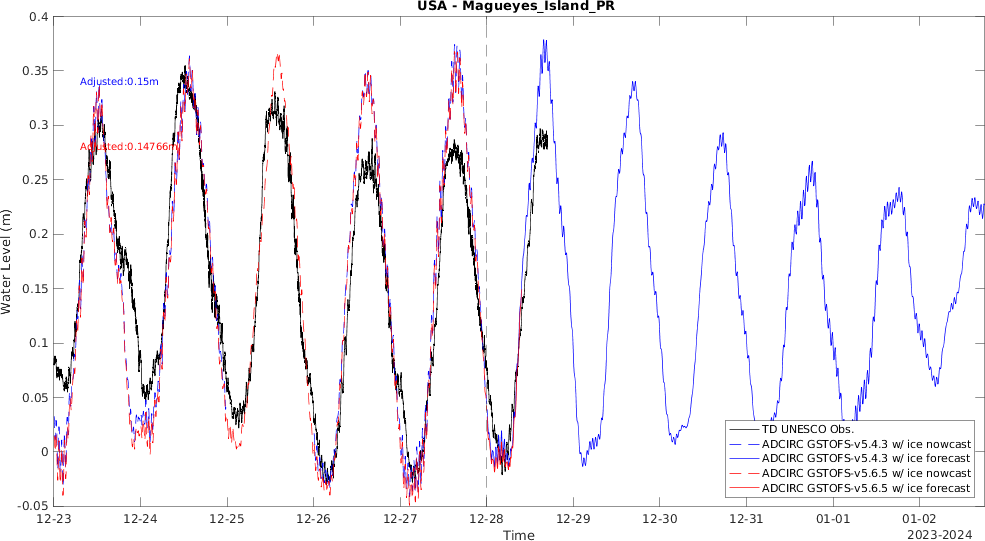 USA - Magueyes_Island_PR
0.4
0.35
0.3
0.25
0.2
0.15
0.1
0.05
0
-0.05
Water Level (m)
Adjusted:0.15m
Adjusted:0.14766m
TD UNESCO Obs.
ADCIRC GSTOFS-v5.4.3 w/ ice nowcast
ADCIRC GSTOFS-v5.4.3 w/ ice forecast
ADCIRC GSTOFS-v5.6.5 w/ ice nowcast
ADCIRC GSTOFS-v5.6.5 w/ ice forecast
12-23 12-24 12-25 12-26 12-27 12-28 12-29 12-30 12-31 01-01 01-02
Time
2023-2024